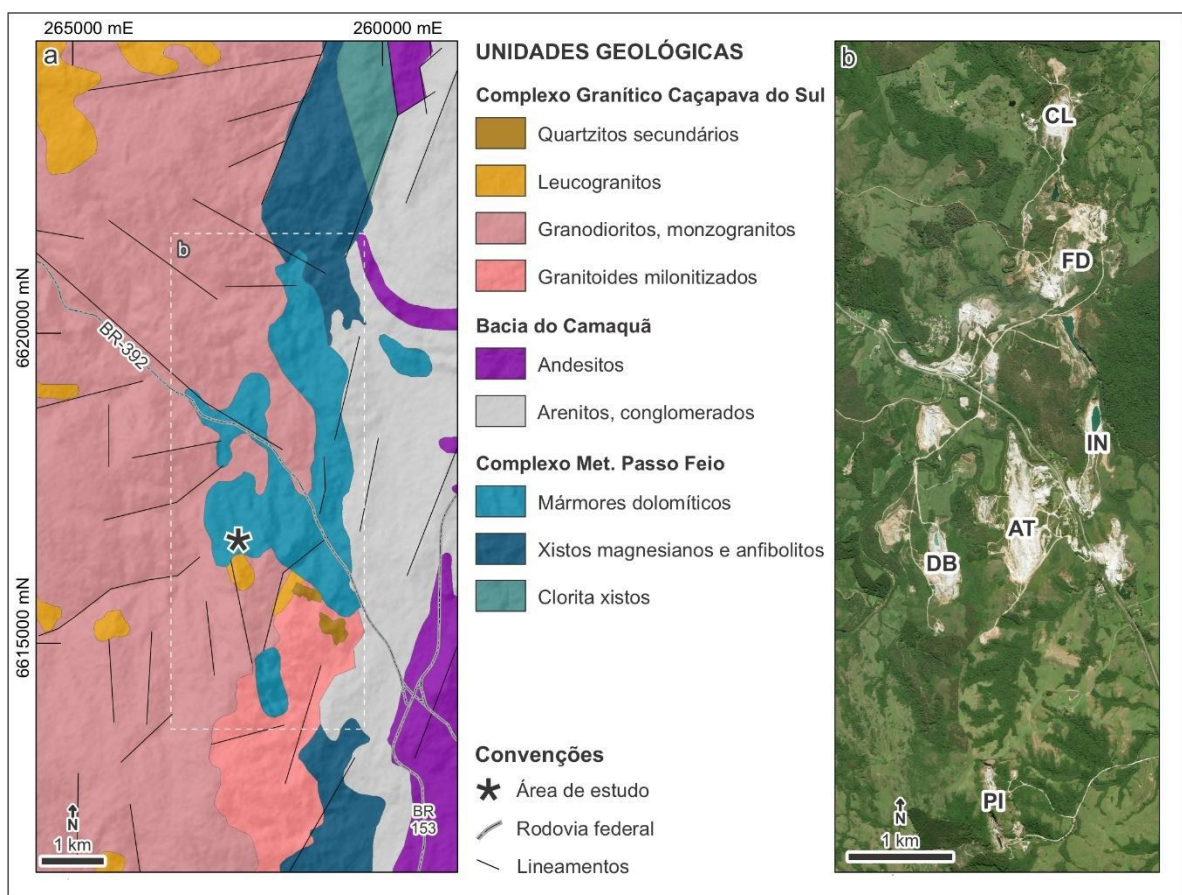 265000 mE
260000 mE
a
b
BR-392
6620000 mN
6615000 mN
BR
153
N
1 km
UNIDADES GEOLÓGICAS
Complexo Granítico Caçapava do Sul
Quartzitos secundários
Leucogranitos
Granodioritos, monzogranitos
Granitoides milonitizados
Bacia do Camaquã
Andesitos
Arenitos, conglomerados
Complexo Met. Passo Feio
Mármores dolomíticos
Xistos magnesianos e anfibolitos
Clorita xistos
Convenções
Área de estudo
Rodovia federal
Lineamentos
b
CL
FD
IN
AT
DB
PI
N
1 km